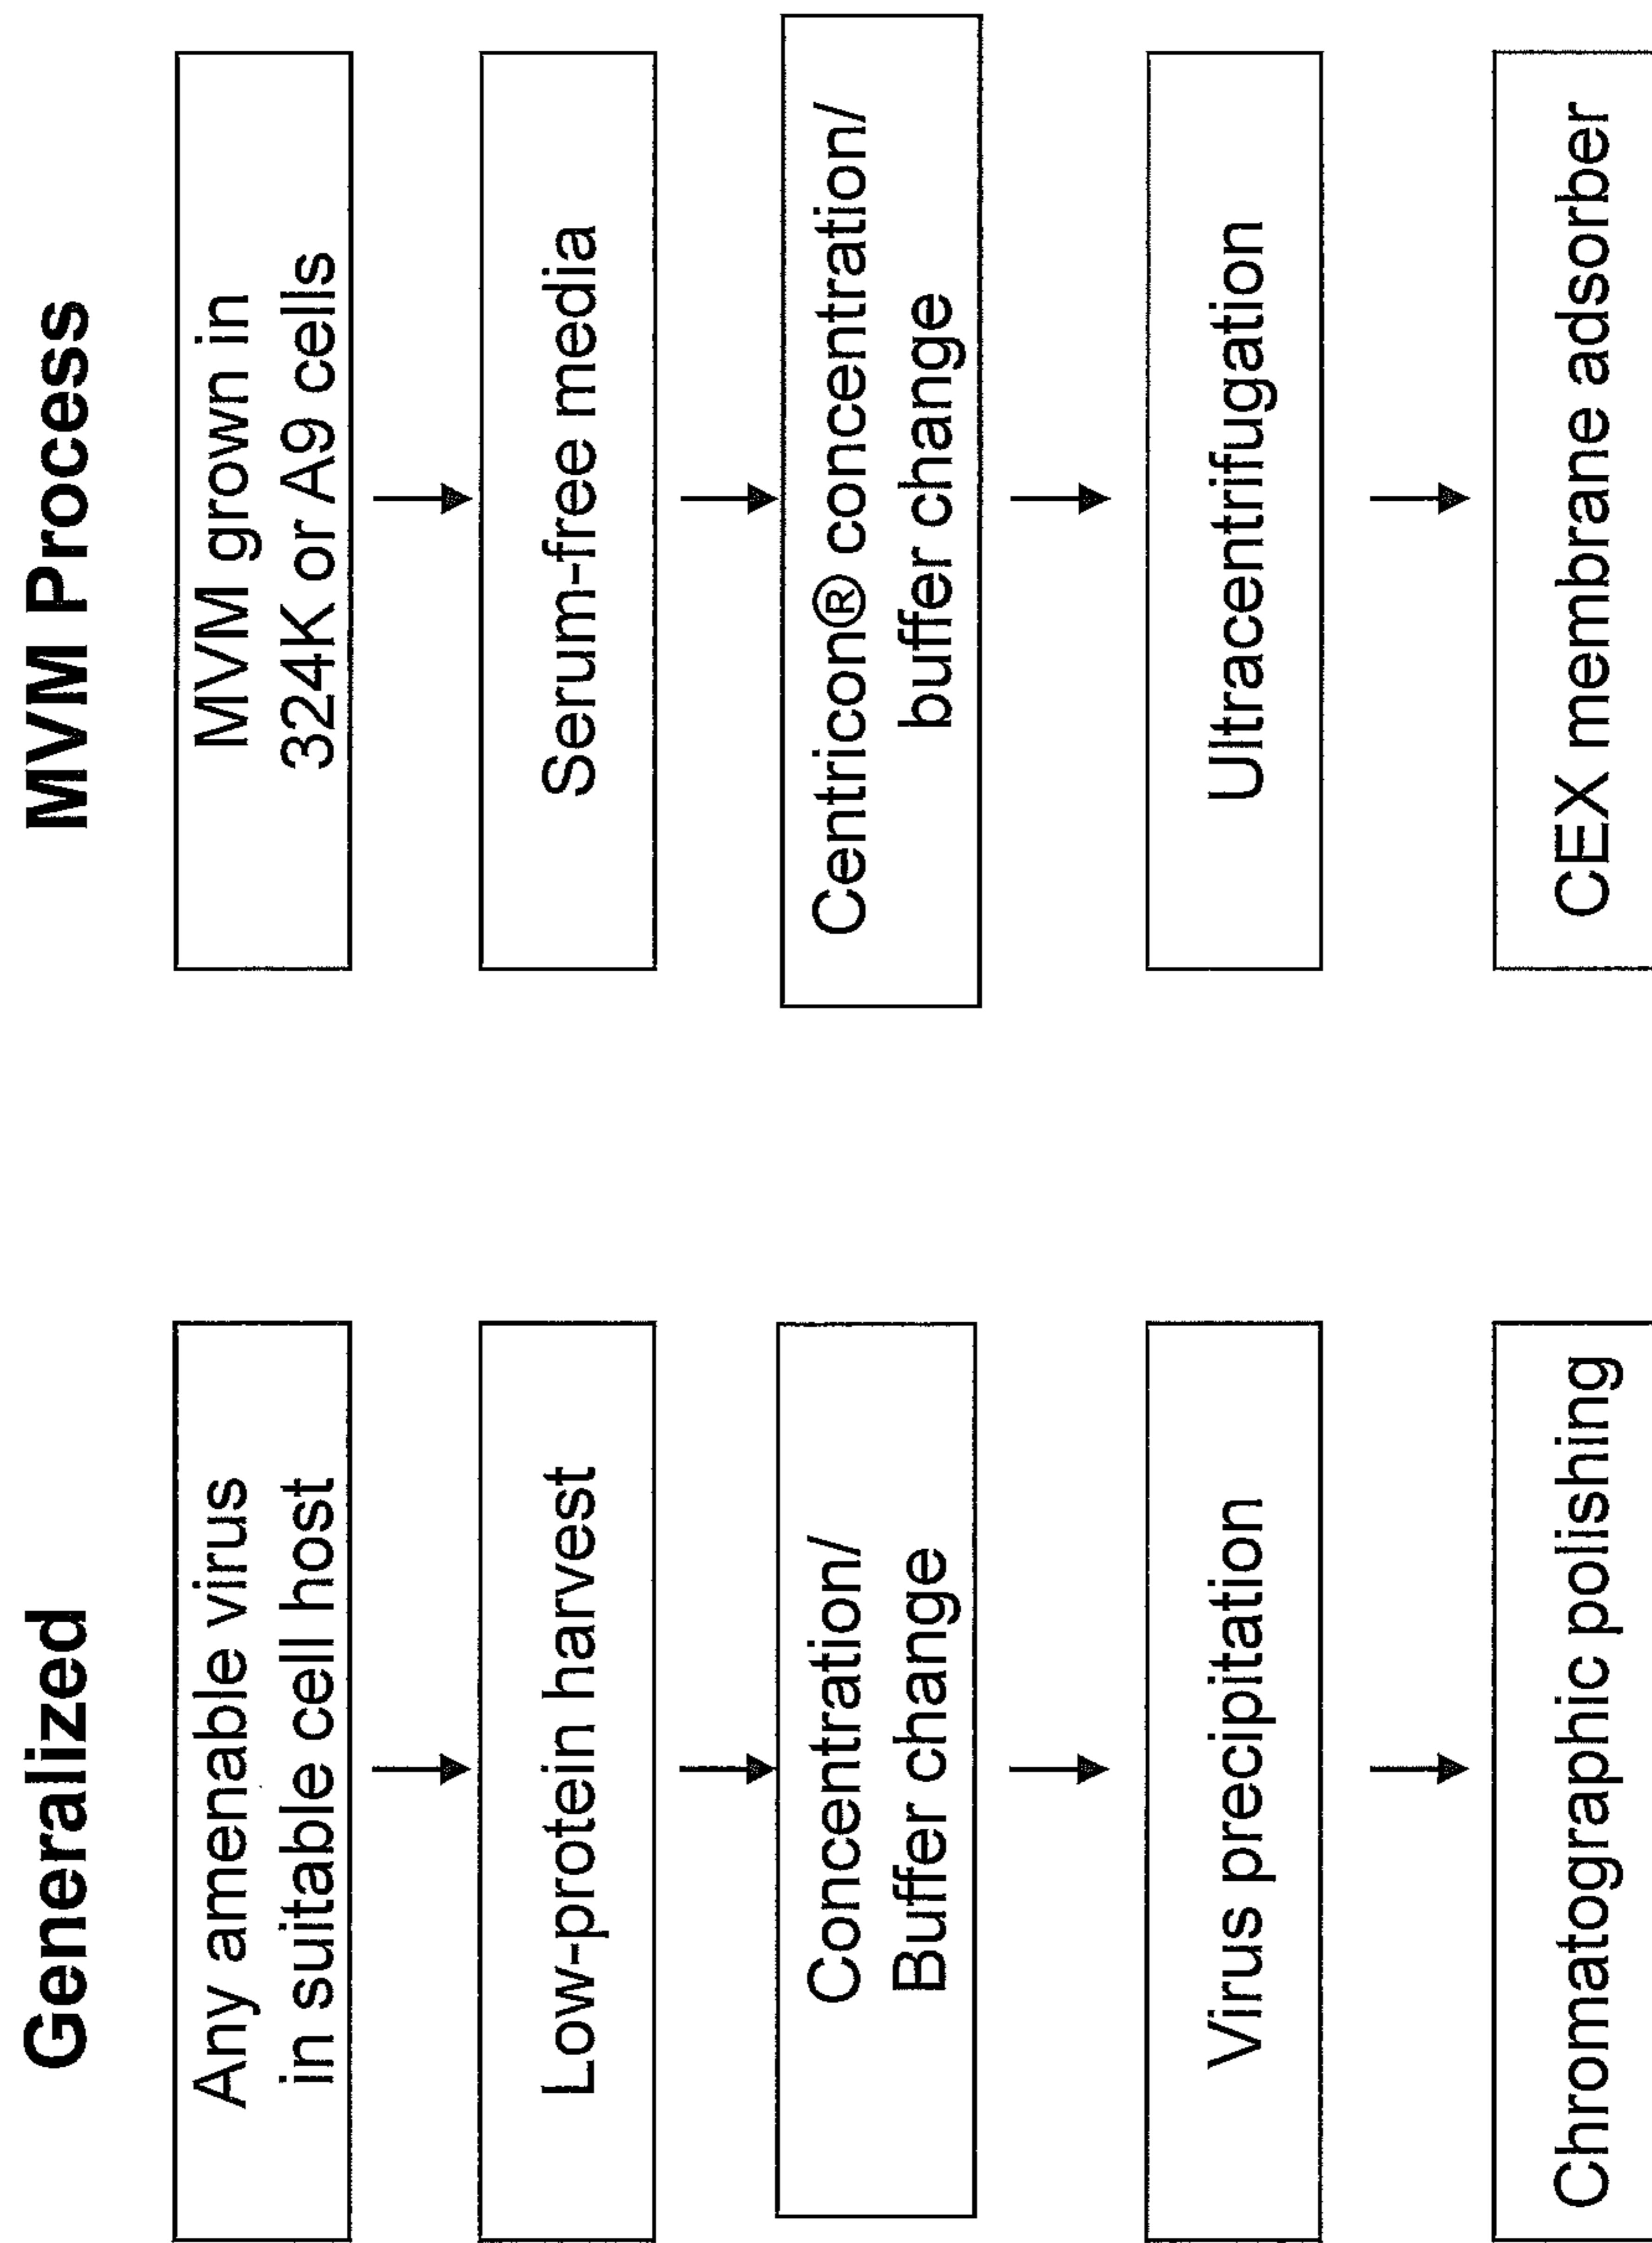 Generalized
Any amenable virus
in suitable cell host
Low-protein harvest
Concentration/
Buffer change
Virus precipitation
Chromatographic polishing
MVM Process
MVM grown in
324K or A9 cells
Serum-free media
Centricon® concentration/
buffer change
Ultracentrifugation
CEX membrane adsorber